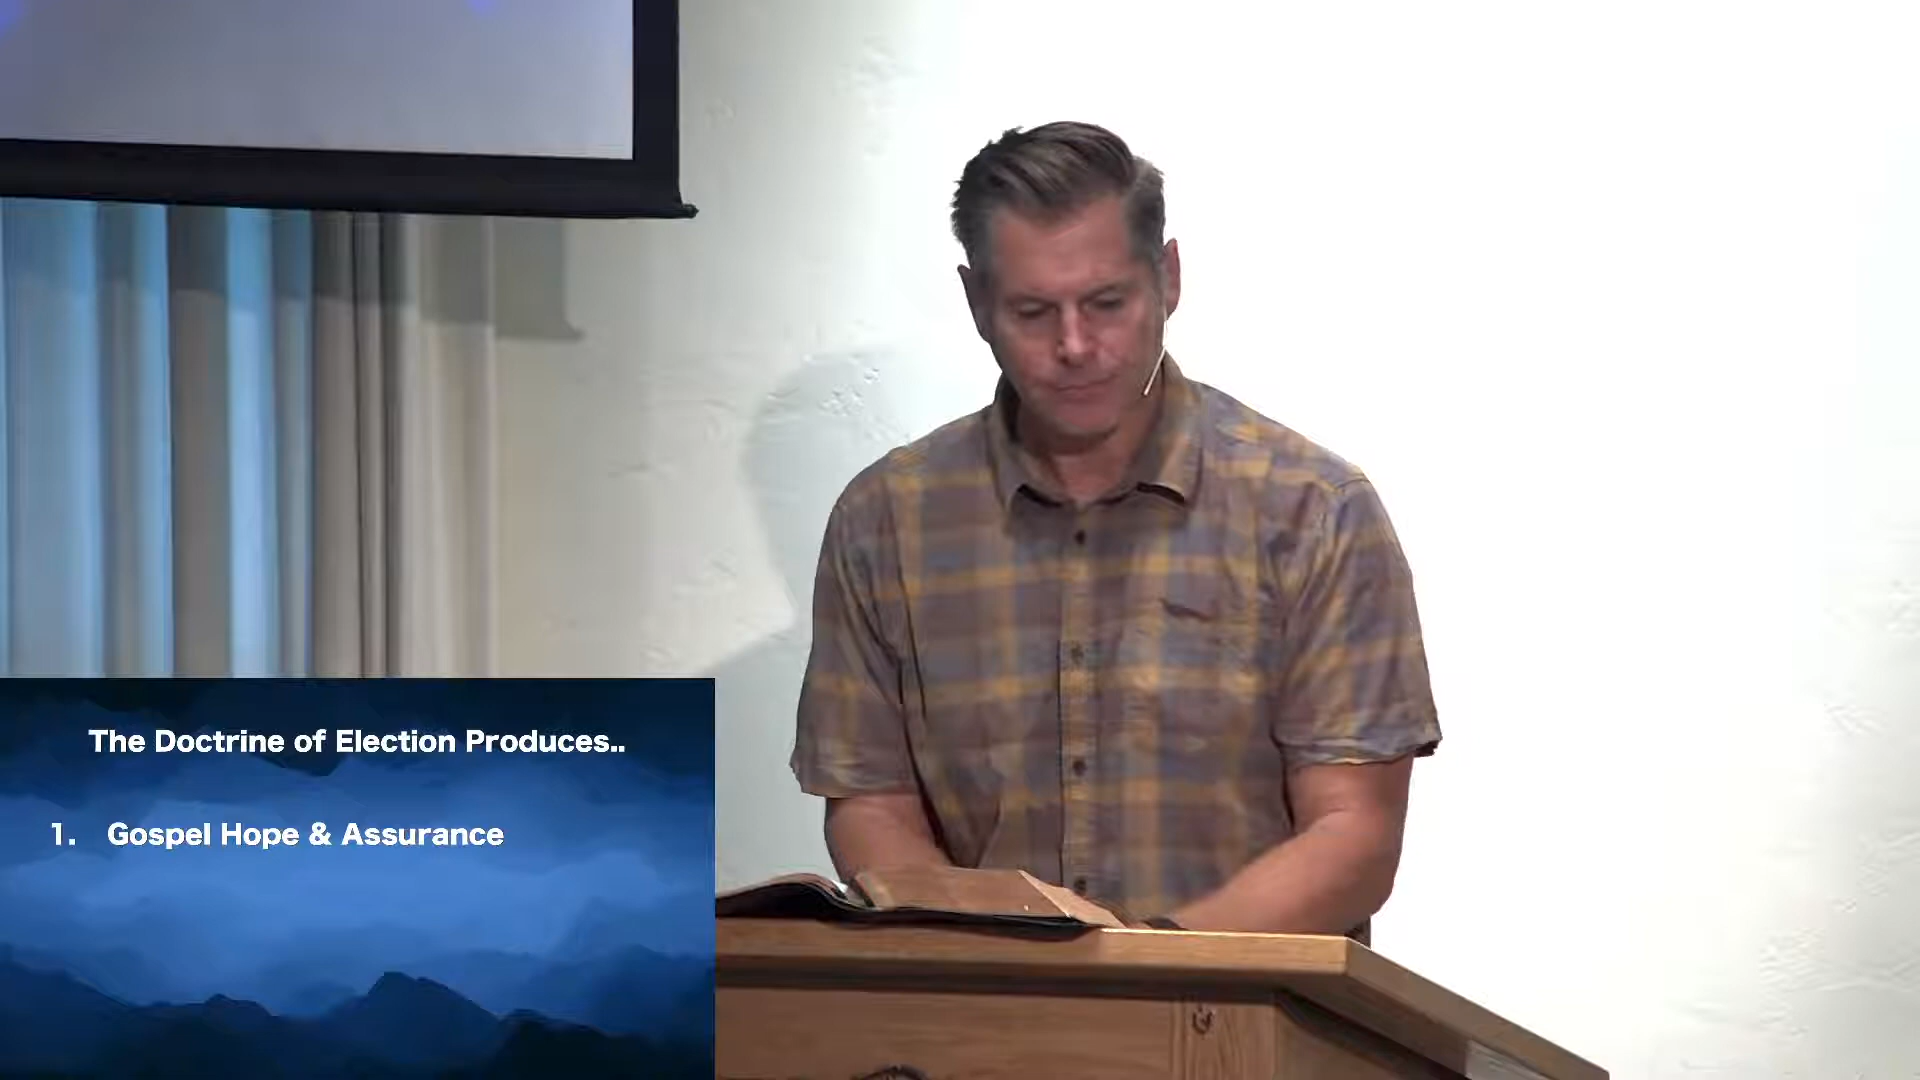 The Doctrine of Election Produces..
1. Gospel Hope & Assurance